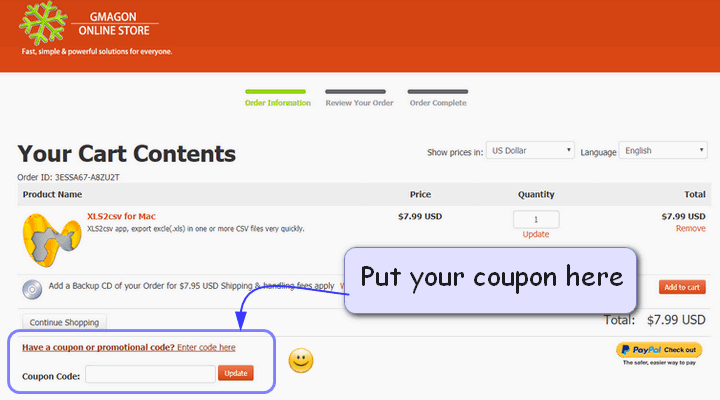 GMAGON
ONLINE STORE
Fast, simple & powerful solutions for everyone.
Order Information Review Your Order Order Complete
Your Cart Contents
Show prices in: US Dollar Language English
Order ID: 3ESSA67-A8ZU2T
Product Name Price Quantity Total
XLS2csv for Mac $7.99 USD 1 $7.99 USD
XLS2csv app, export excle(.xls) in one or more CSV files very quickly.
Update Remove
Put your coupon here
Add a Backup CD of your Order for $7.95 USD Shipping & handling fees apply
Add to cart
Continue Shopping Total: $7.99 USD
Have a coupon or promotional code? Enter code here
PayPal Check out
The safer, easier way to pay
Coupon Code: Update